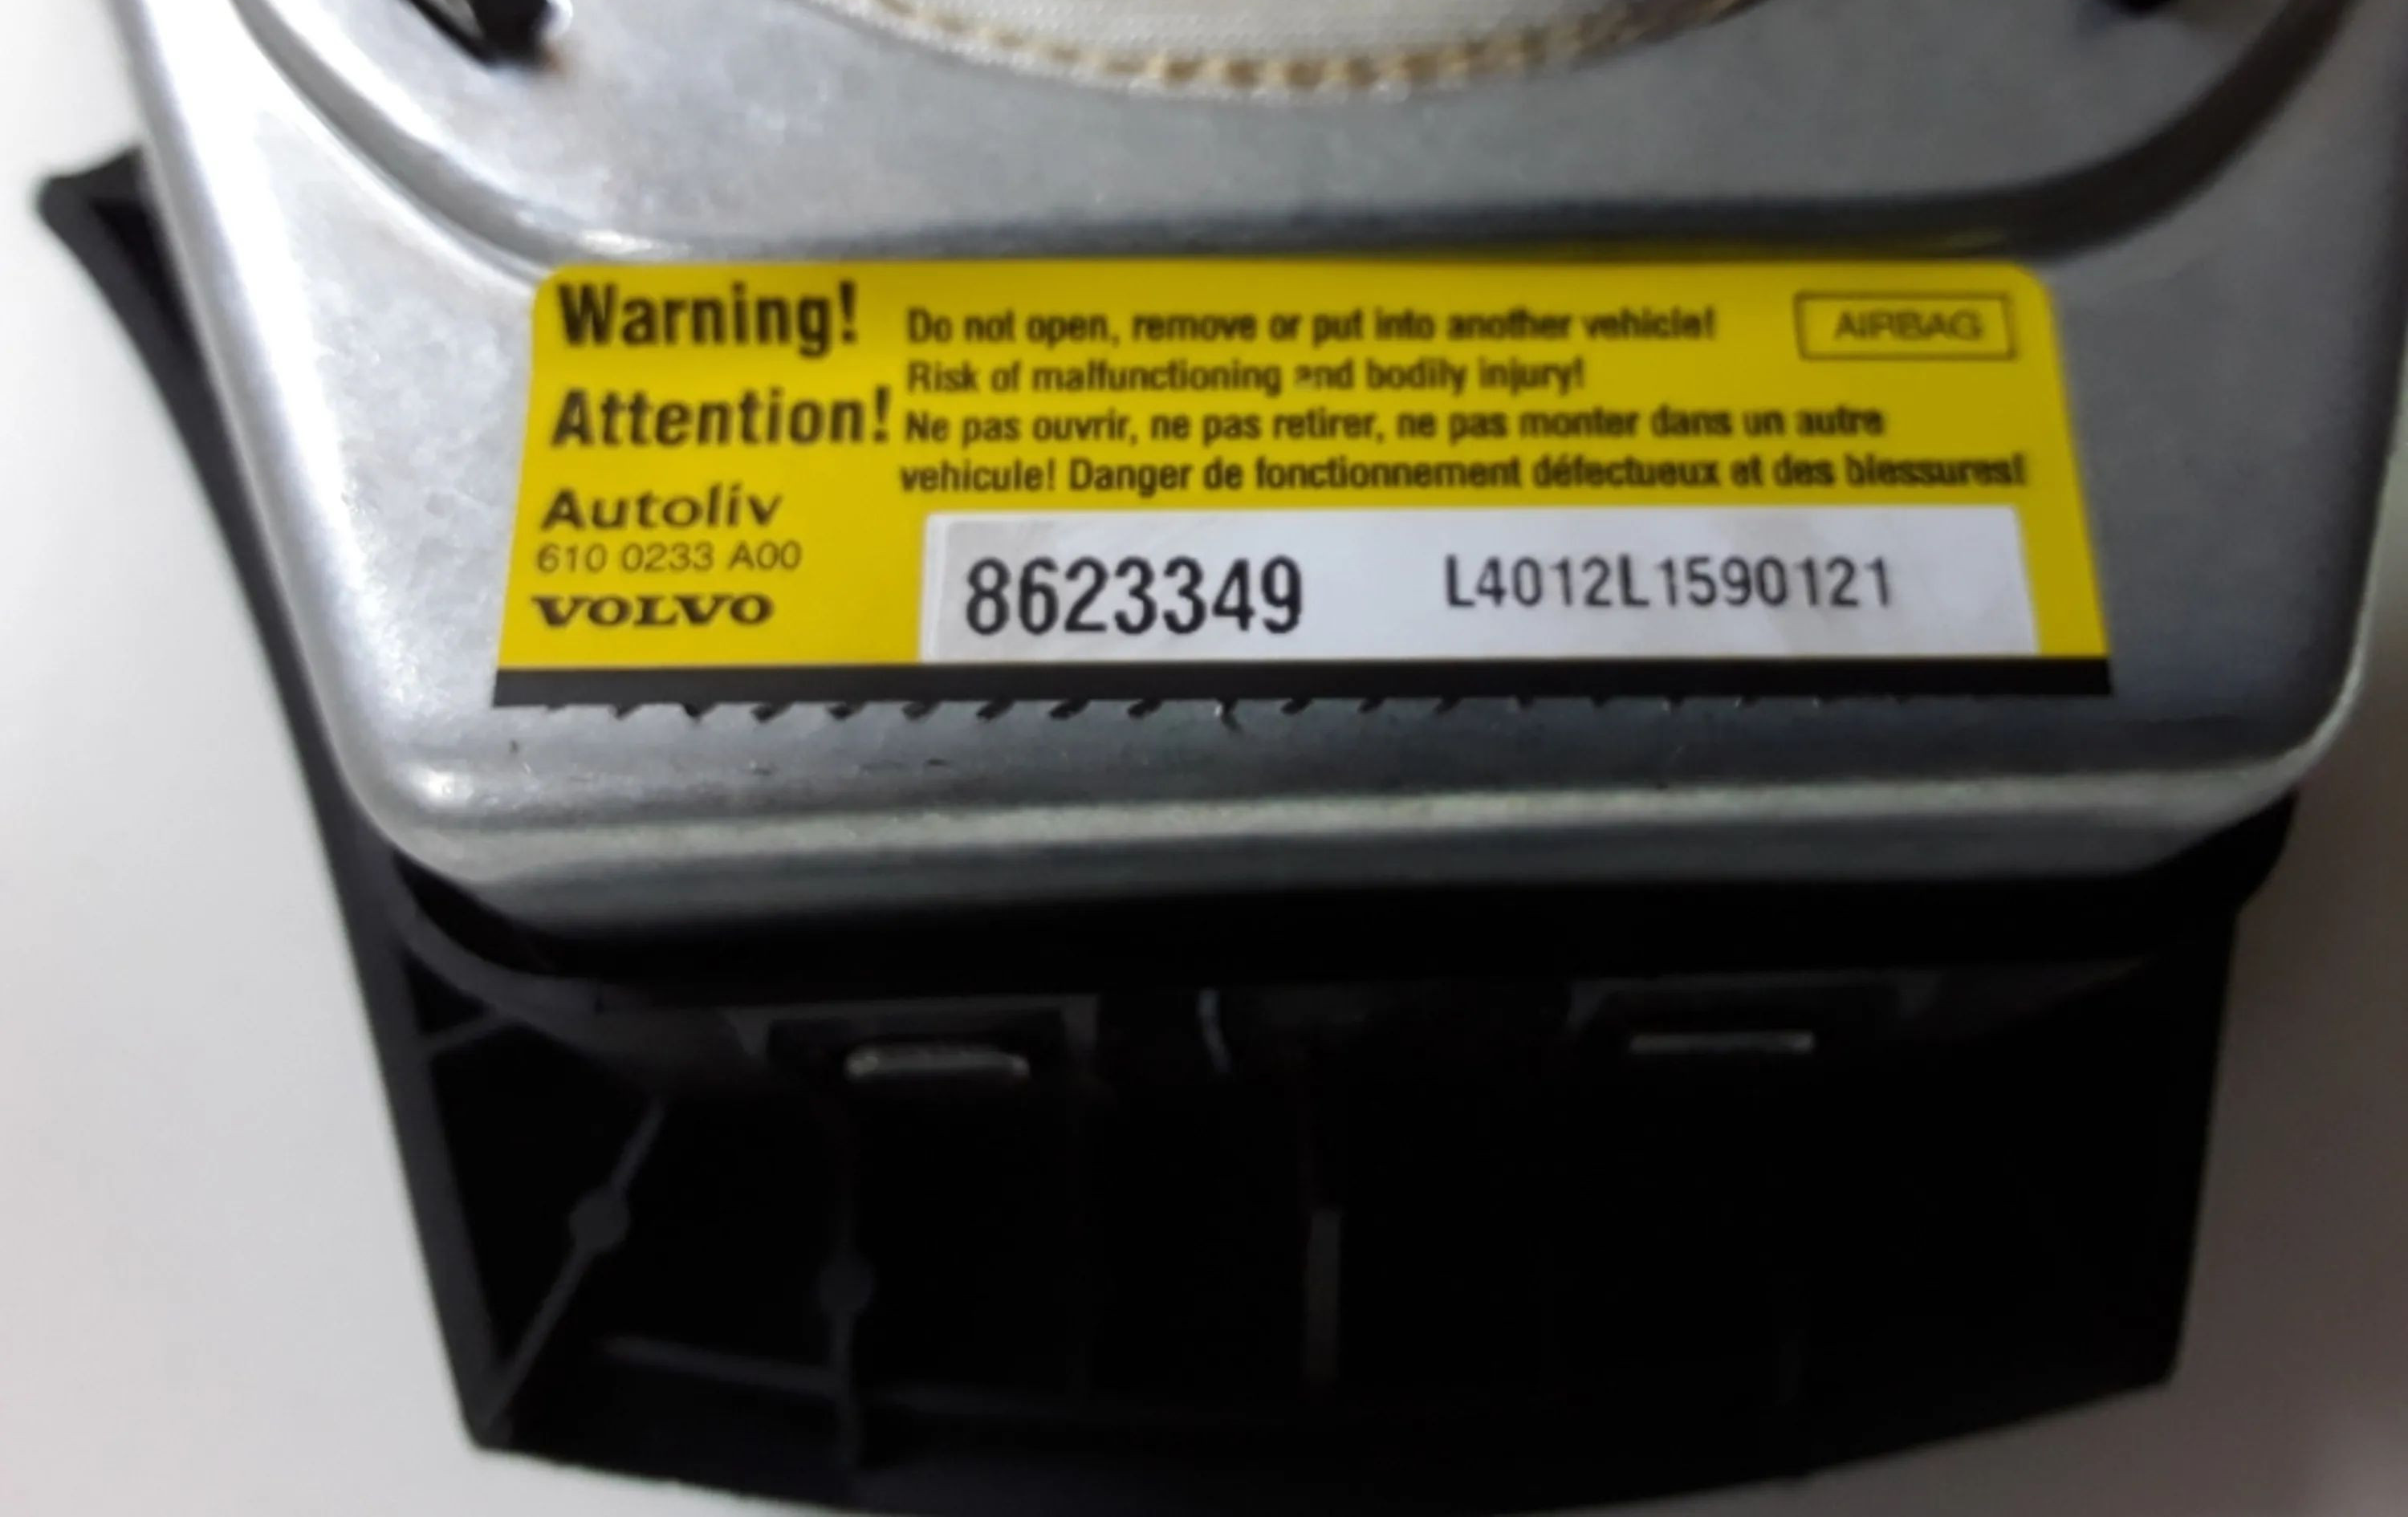 Warning!
Do not open, remove or put into another vehicle!
AIRBAG
Risk of malfunctioning and bodily injury!
Attention!
Ne pas ouvrir, ne pas retirer, ne pas monter dans un autre
vehicule! Danger de fonctionnement défectueux et des blessures!
Autoliv
610 0233 A00
VOLVO
8623349
L4012L1590121